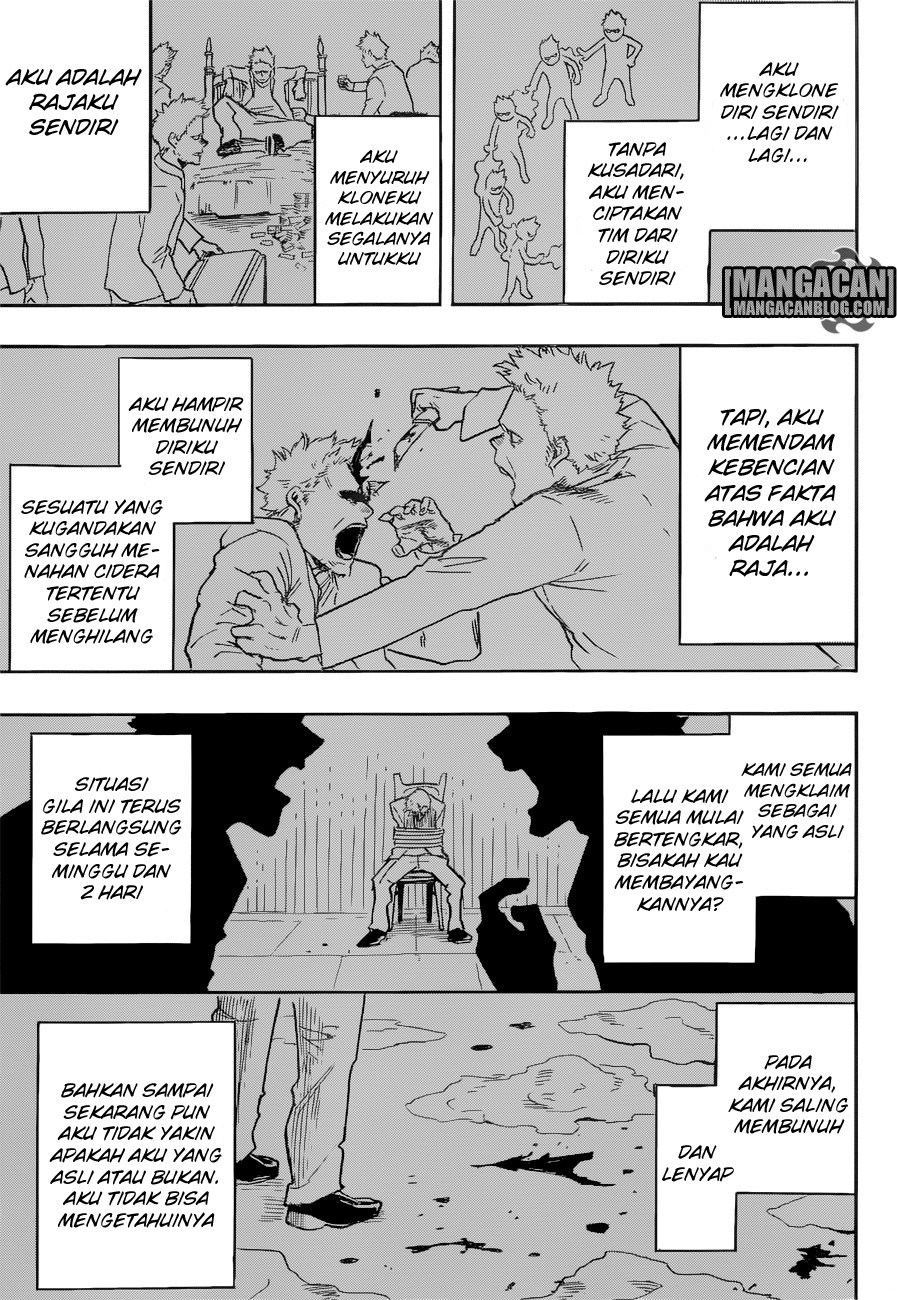 AKU
MENGKLONE
DIRI SENDIRI
...LAGI DAN
LAGI...
TANPA
KUSADARI,
AKU MEN-
CIPTAKAN
TIM DARI
DIRIKU
SENDIRI
AKU
MENYURUH
KLONEKU
MELAKUKAN
SEGALANYA
UNTUKKU
AKU ADALAH
RAJAKU
SENDIRI
MANGACAN
MANGACANBLOG.COM
TAPI, AKU
MEMENDAM
KEBENCIAN
ATAS FAKTA
BAHWA AKU
ADALAH
RAJA...
AKU HAMPIR
MEMBUNUH
DIRIKU
SENDIRI
SESUATU YANG
KUGANDAKAN
SANGGUH ME-
NAHAN CIDERA
TERTENTU
SEBELUM
MENGHILANG
KAMI SEMUA
MENGKLAIM
SEBAGAI
YANG ASLI
LALU KAMI
SEMUA MULAI
BERTENGKAR,
BISAKAH KAU
MEMBAYANG-
KANNYA?
SITUASI
GILA INI TERUS
BERLANGSUNG
SELAMA SE-
MINGGU DAN
2 HARI
PADA
AKHIRNYA,
KAMI SALING
MEMBUNUH
DAN
LENYAP
BAHKAN SAMPAI
SEKARANG PUN
AKU TIDAK YAKIN
APAKAH AKU YANG
ASLI ATAU BUKAN.
AKU TIDAK BISA
MENGETAHUINYA